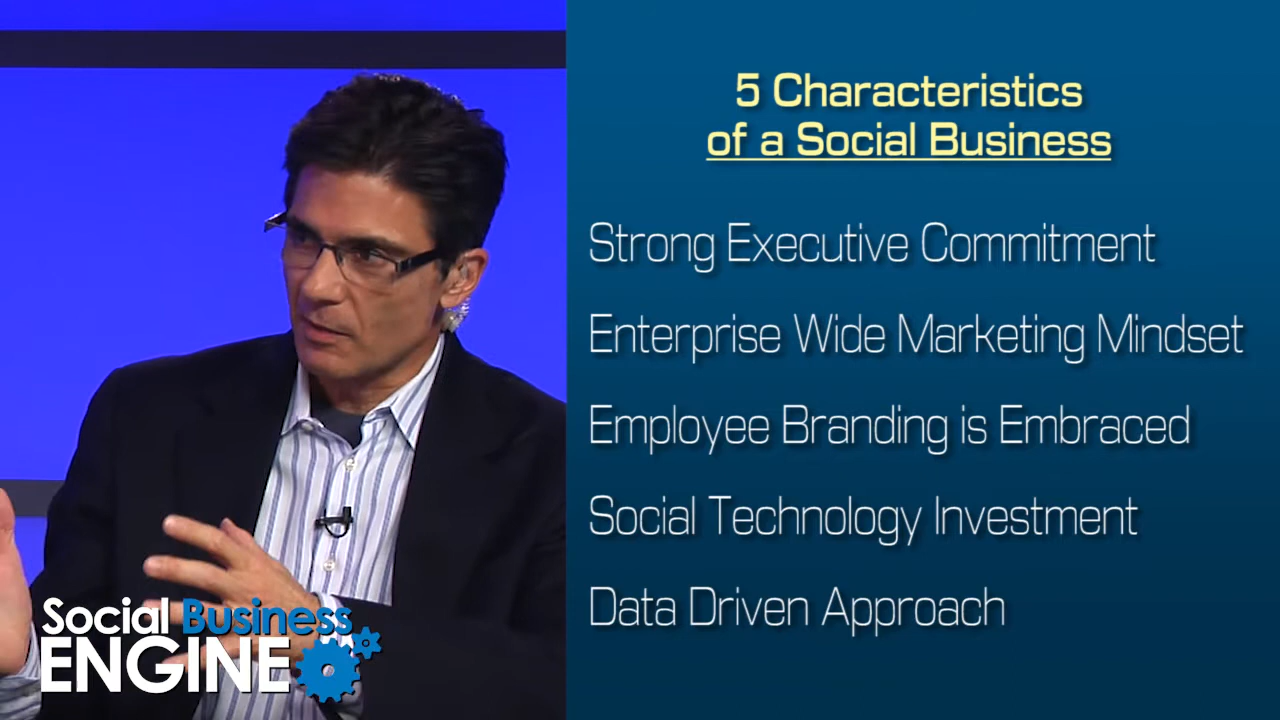 5 Characteristics
of a Social Business
Strong Executive Commitment
Enterprise Wide Marketing Mindset
Employee Branding is Embraced
Social Technology Investment
Data Driven Approach
Social Business
ENGINE